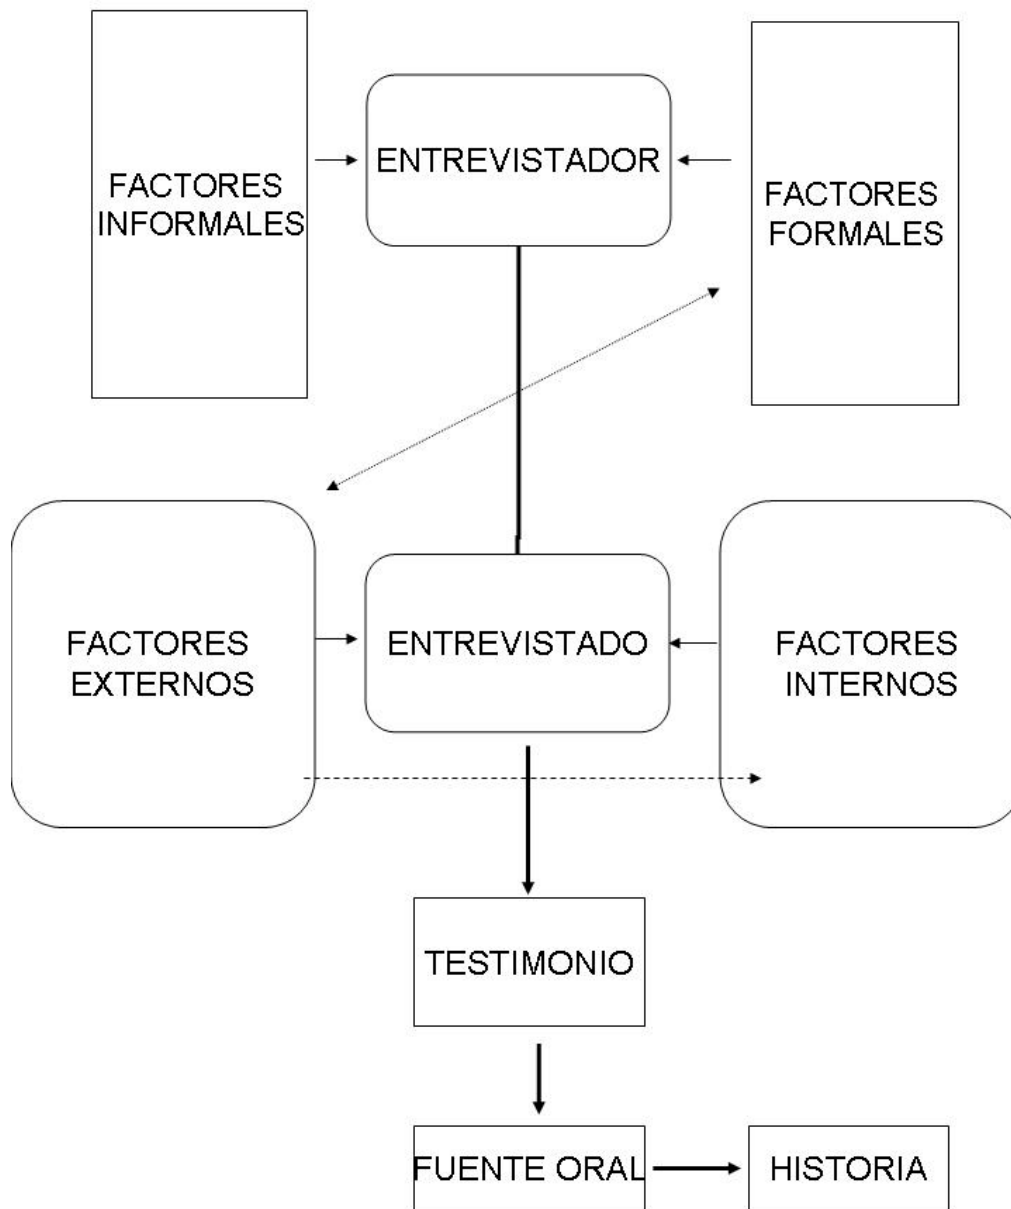 FACTORES
INFORMALES
ENTREVISTADOR
FACTORES
FORMALES
FACTORES
EXTERNOS
ENTREVISTADO
FACTORES
INTERNOS
TESTIMONIO
FUENTE ORAL
HISTORIA